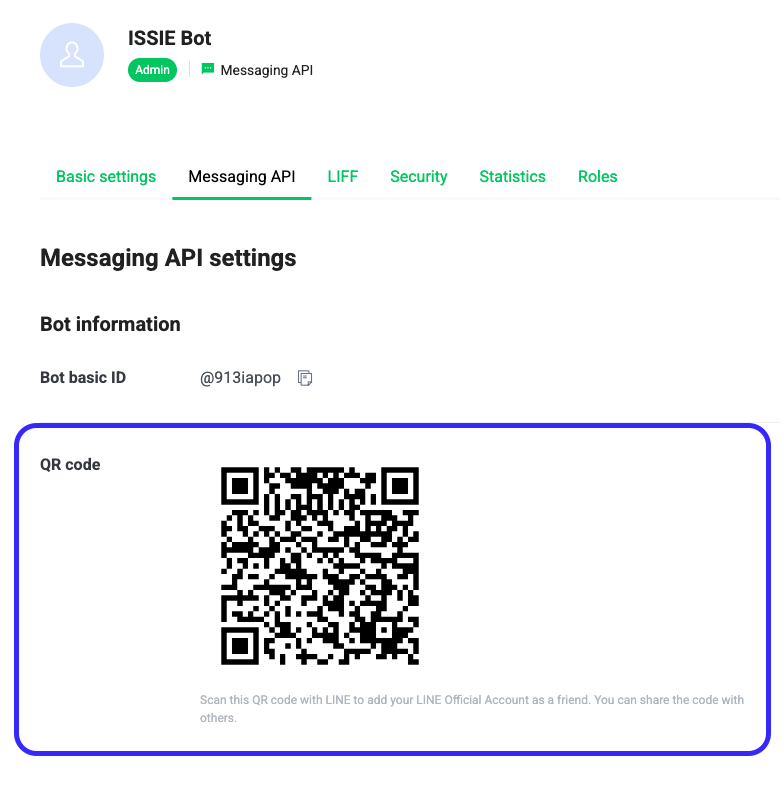 ISSIE Bot
Admin Messaging API
Basic settings Messaging API LIFF Security Statistics Roles
Messaging API settings
Bot information
Bot basic ID @913iapop
QR code
Scan this QR code with LINE to add your LINE Official Account as a friend. You can share the code with
others.